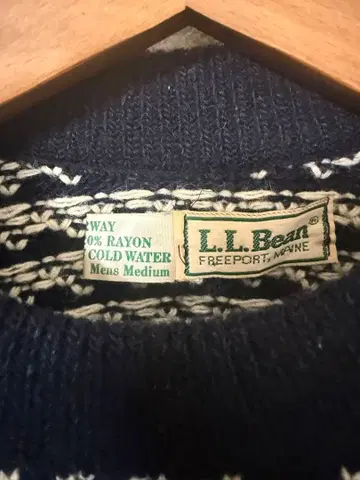 WAY
0% RAYON
COLD WATER
Mens Medium
L.L.Bean®
FREEPORT, MAINE